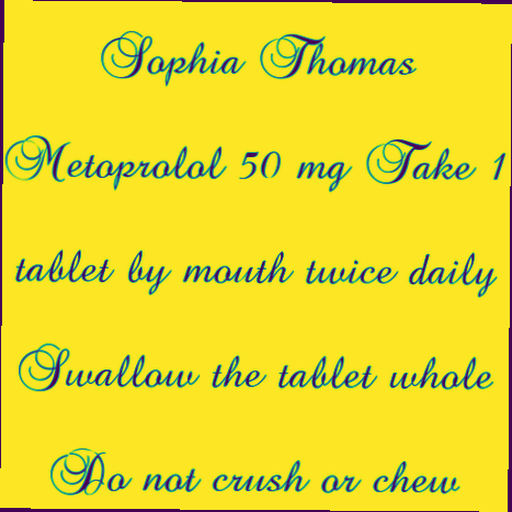 Sophia Thomas
Metoprolol 50 mg Take 1
tablet by mouth twice daily
Swallow the tablet whole
Do not crush or chew